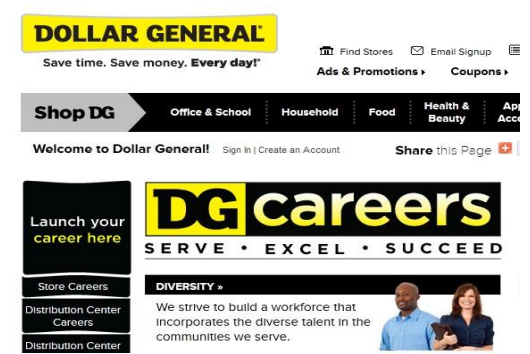 DOLLAR GENERAL
Save time. Save money. Every day!
Find Stores Email Signup
Ads & Promotions Coupons
Shop DG
Office & School Household Food Health & Beauty
Welcome to Dollar General! Sign In | Create an Account Share this Page
Launch your
career here
DG careers
SERVE • EXCEL • SUCCEED
Store Careers
Distribution Center
Careers
Distribution Center
DIVERSITY »
We strive to build a workforce that
incorporates the diverse talent in the
communities we serve.